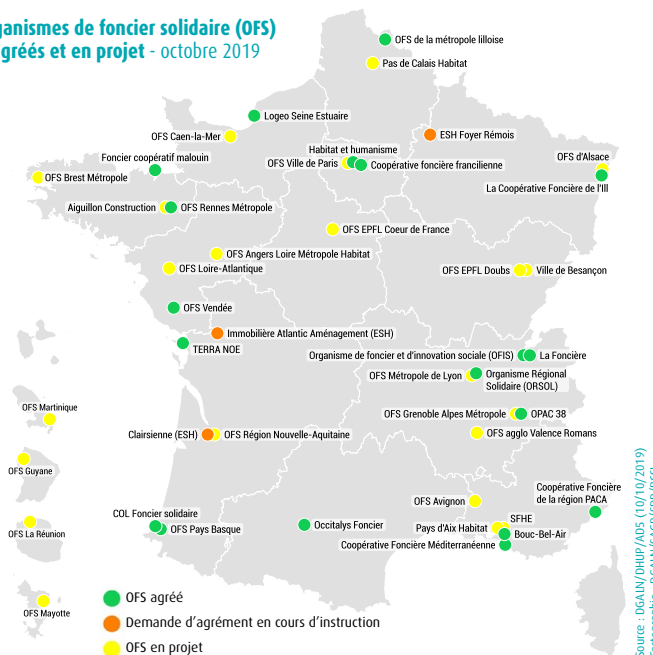 ganismes de foncier solidaire (OFS)
gréés et en projet - octobre 2019
OFS de la métropole lilloise
Pas de Calais Habitat
Logeo Seine Estuaire
OFS Caen-la-Mer
ESH Foyer Rémois
Habitat et humanisme
Foncier coopératif malouin
OFS Ville de Paris
Coopérative foncière francilienne
OFS d'Alsace
OFS Brest Métropole
La Coopérative Foncière de l'Ill
Aiguillon Construction
OFS Rennes Métropole
OFS EPFL Coeur de France
OFS Angers Loire Métropole Habitat
OFS Loire-Atlantique
OFS EPFL Doubs
Ville de Besançon
OFS Vendée
Immobilière Atlantic Aménagement (ESH)
TERRA NOE
Organisme de foncier et d'innovation sociale (OFIS)
La Foncière
OFS Métropole de Lyon
Organisme Régional
Solidaire (ORSOL)
OFS Martinique
OFS Grenoble Alpes Métropole
OPAC 38
Clairsienne (ESH)
OFS Région Nouvelle-Aquitaine
OFS agglo Valence Romans
OFS Guyane
Coopérative Foncière
de la région PACA
OFS Avignon
COL Foncier solidaire
OFS Pays Basque
Occitalys Foncier
SFHE
Pays d'Aix Habitat
Bouc-Bel-Air
OFS La Réunion
Coopérative Foncière Méditerranéenne
OFS Mayotte
OFS agréé
Demande d'agrément en cours d'instruction
OFS en projet
Source : DGALN/DHUP/AD5 (10/10/2019)